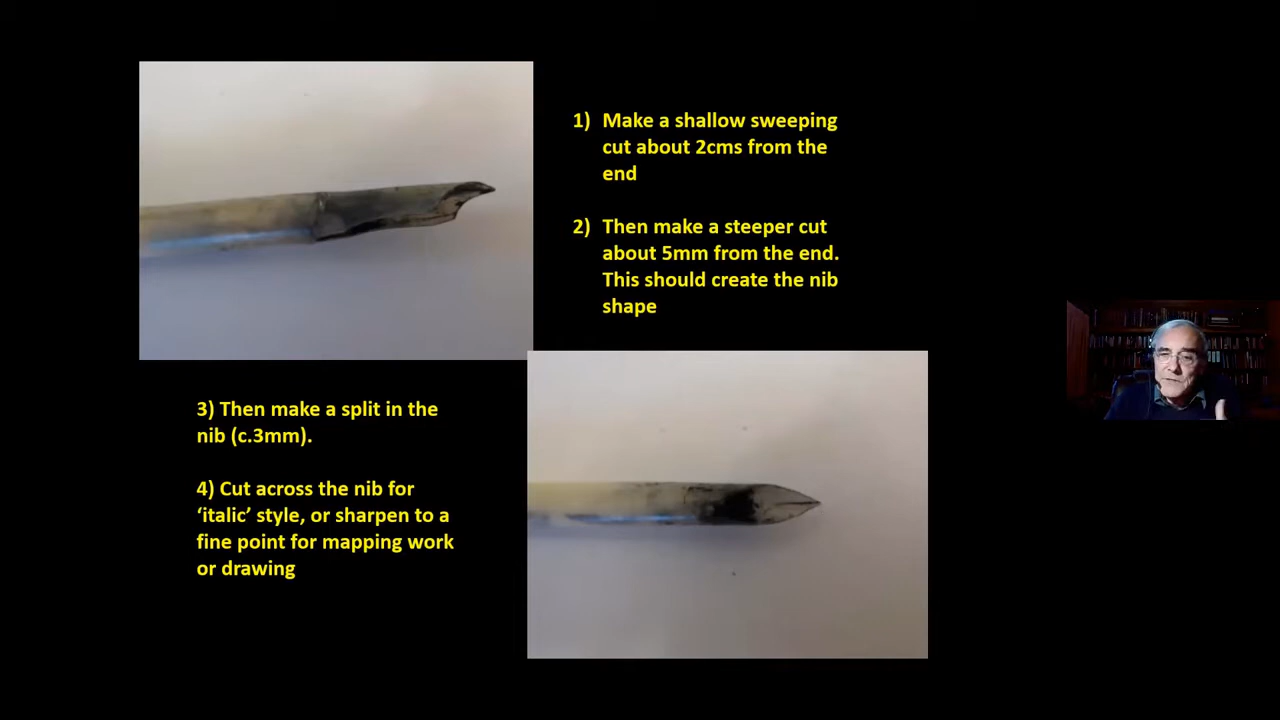 1) Make a shallow sweeping
cut about 2cms from the
end
2) Then make a steeper cut
about 5mm from the end.
This should create the nib
shape
3) Then make a split in the
nib (c.3mm).
4) Cut across the nib for
‘italic’ style, or sharpen to a
fine point for mapping work
or drawing